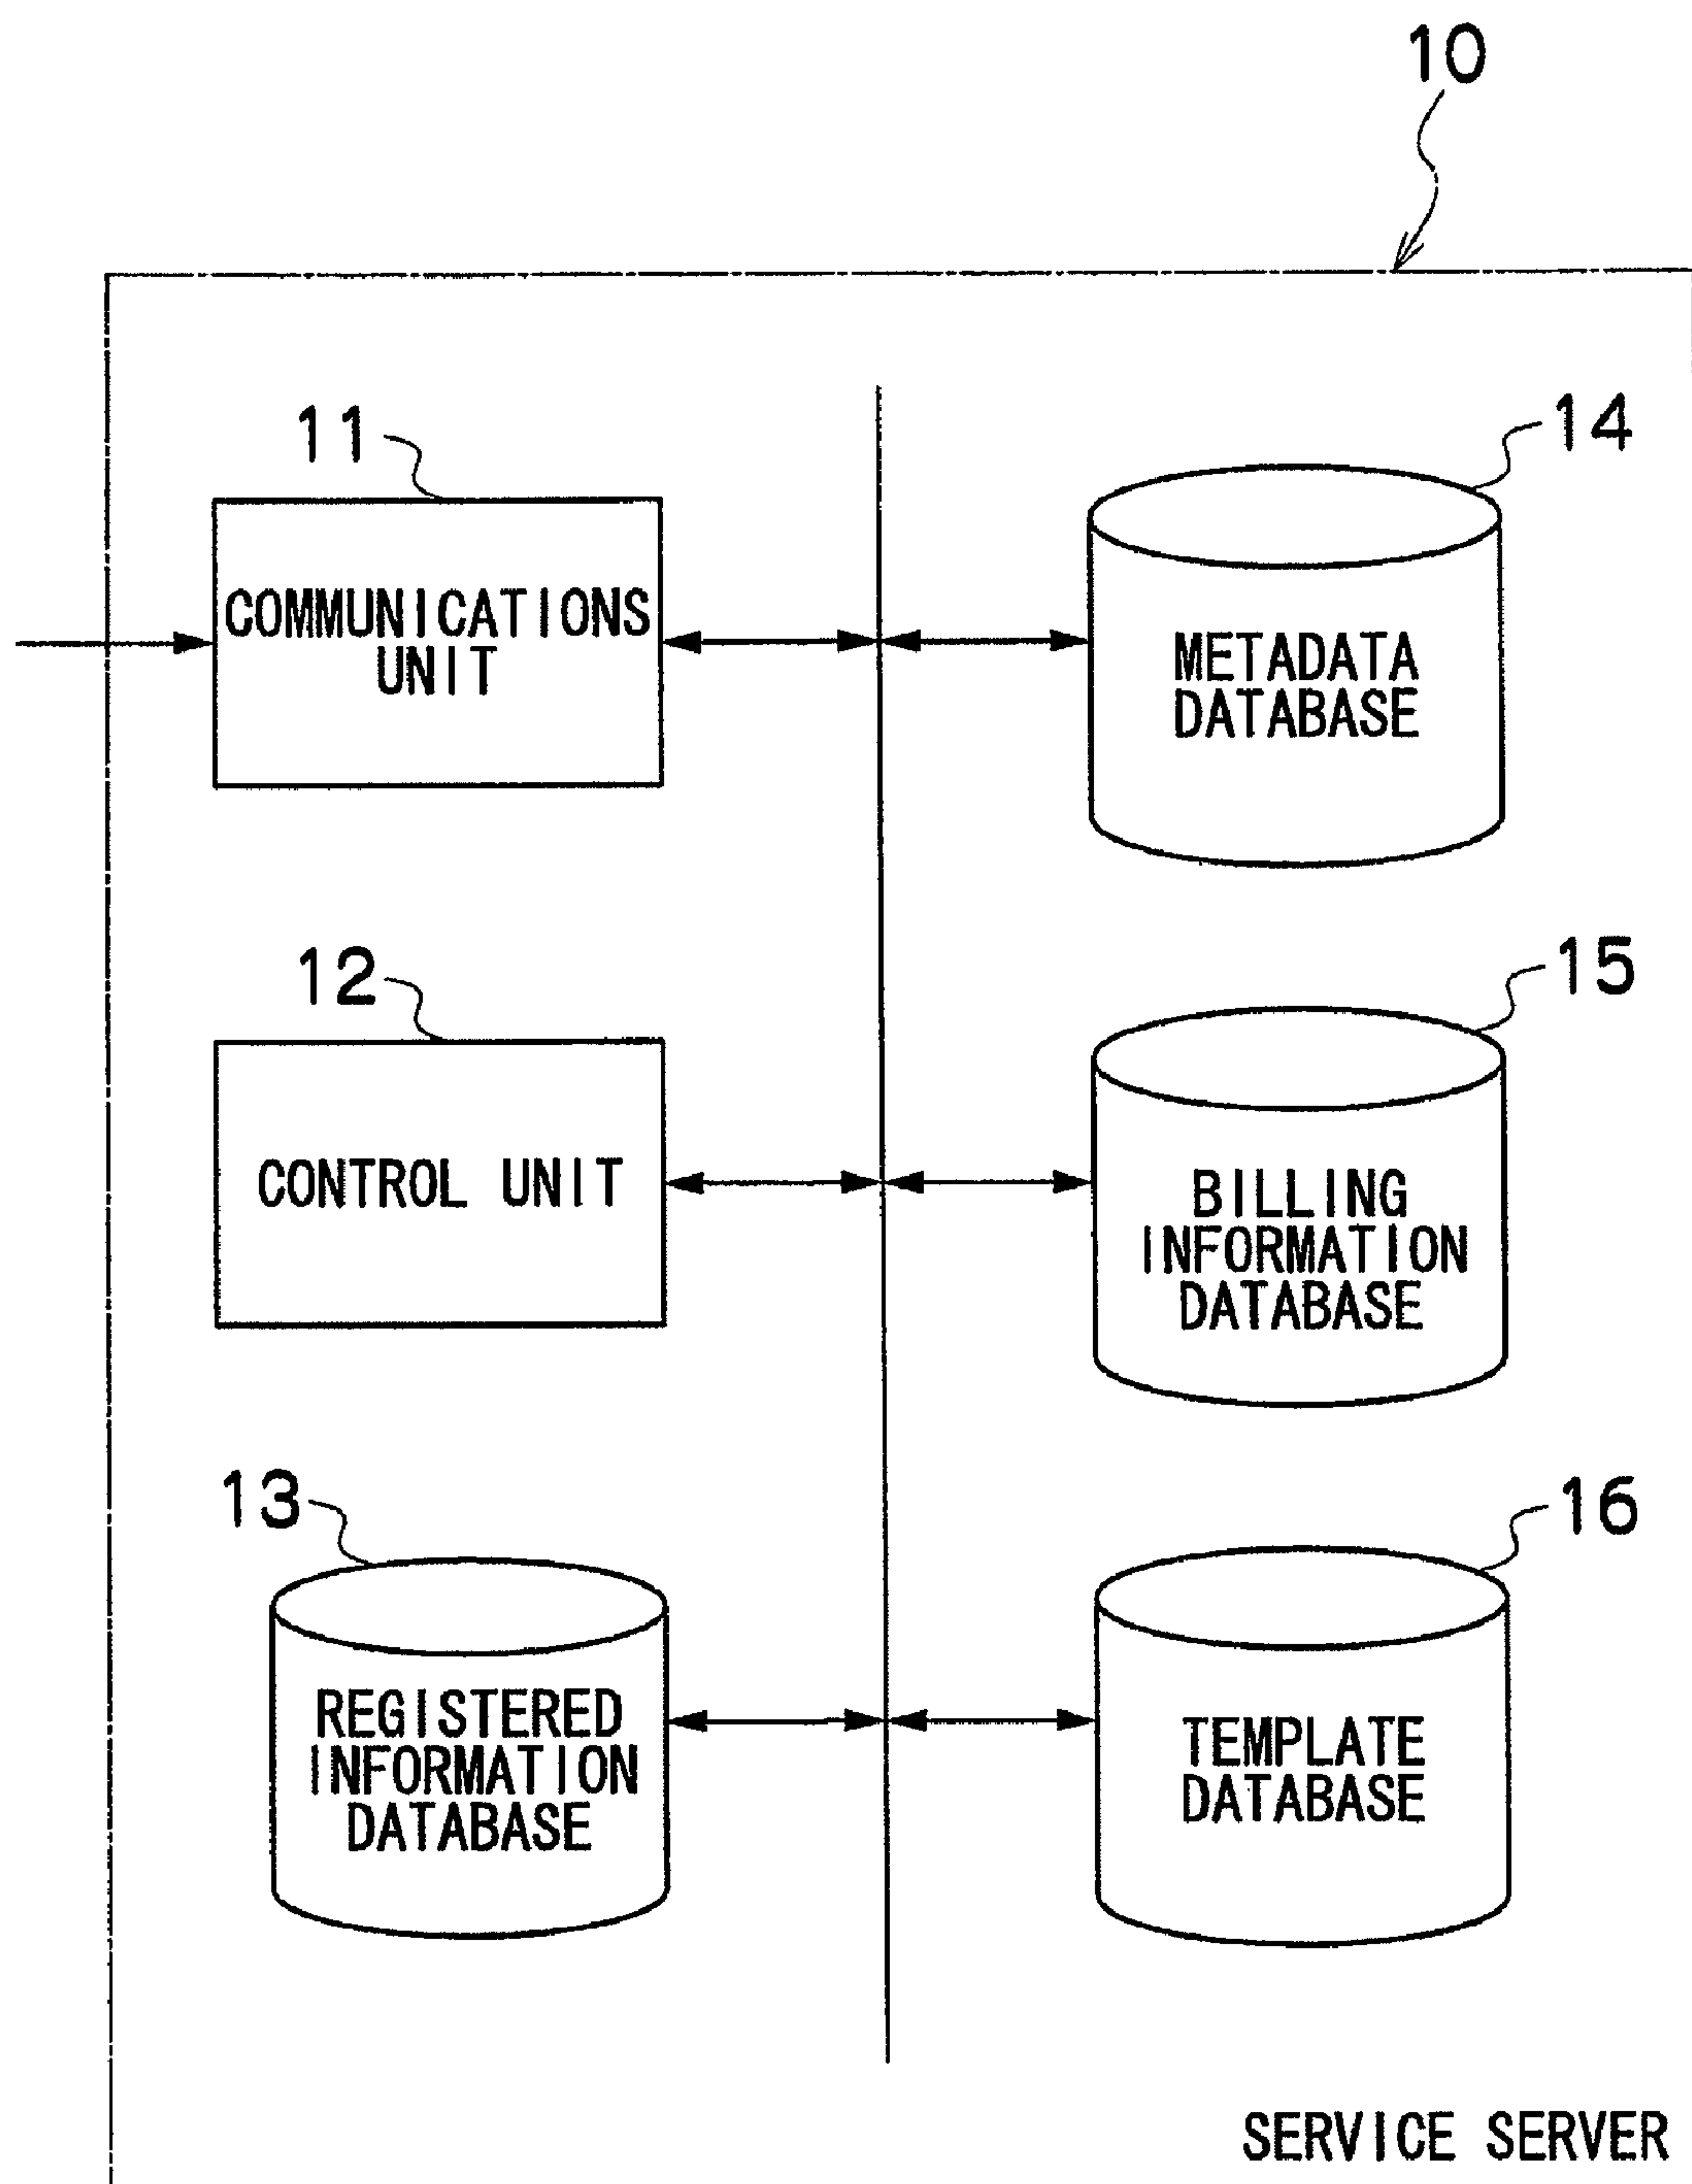 10
11
COMMUNICATIONS
UNIT
14
METADATA
DATABASE
12
CONTROL UNIT
15
BILLING
INFORMATION
DATABASE
13
REGISTERED
INFORMATION
DATABASE
16
TEMPLATE
DATABASE
SERVICE SERVER